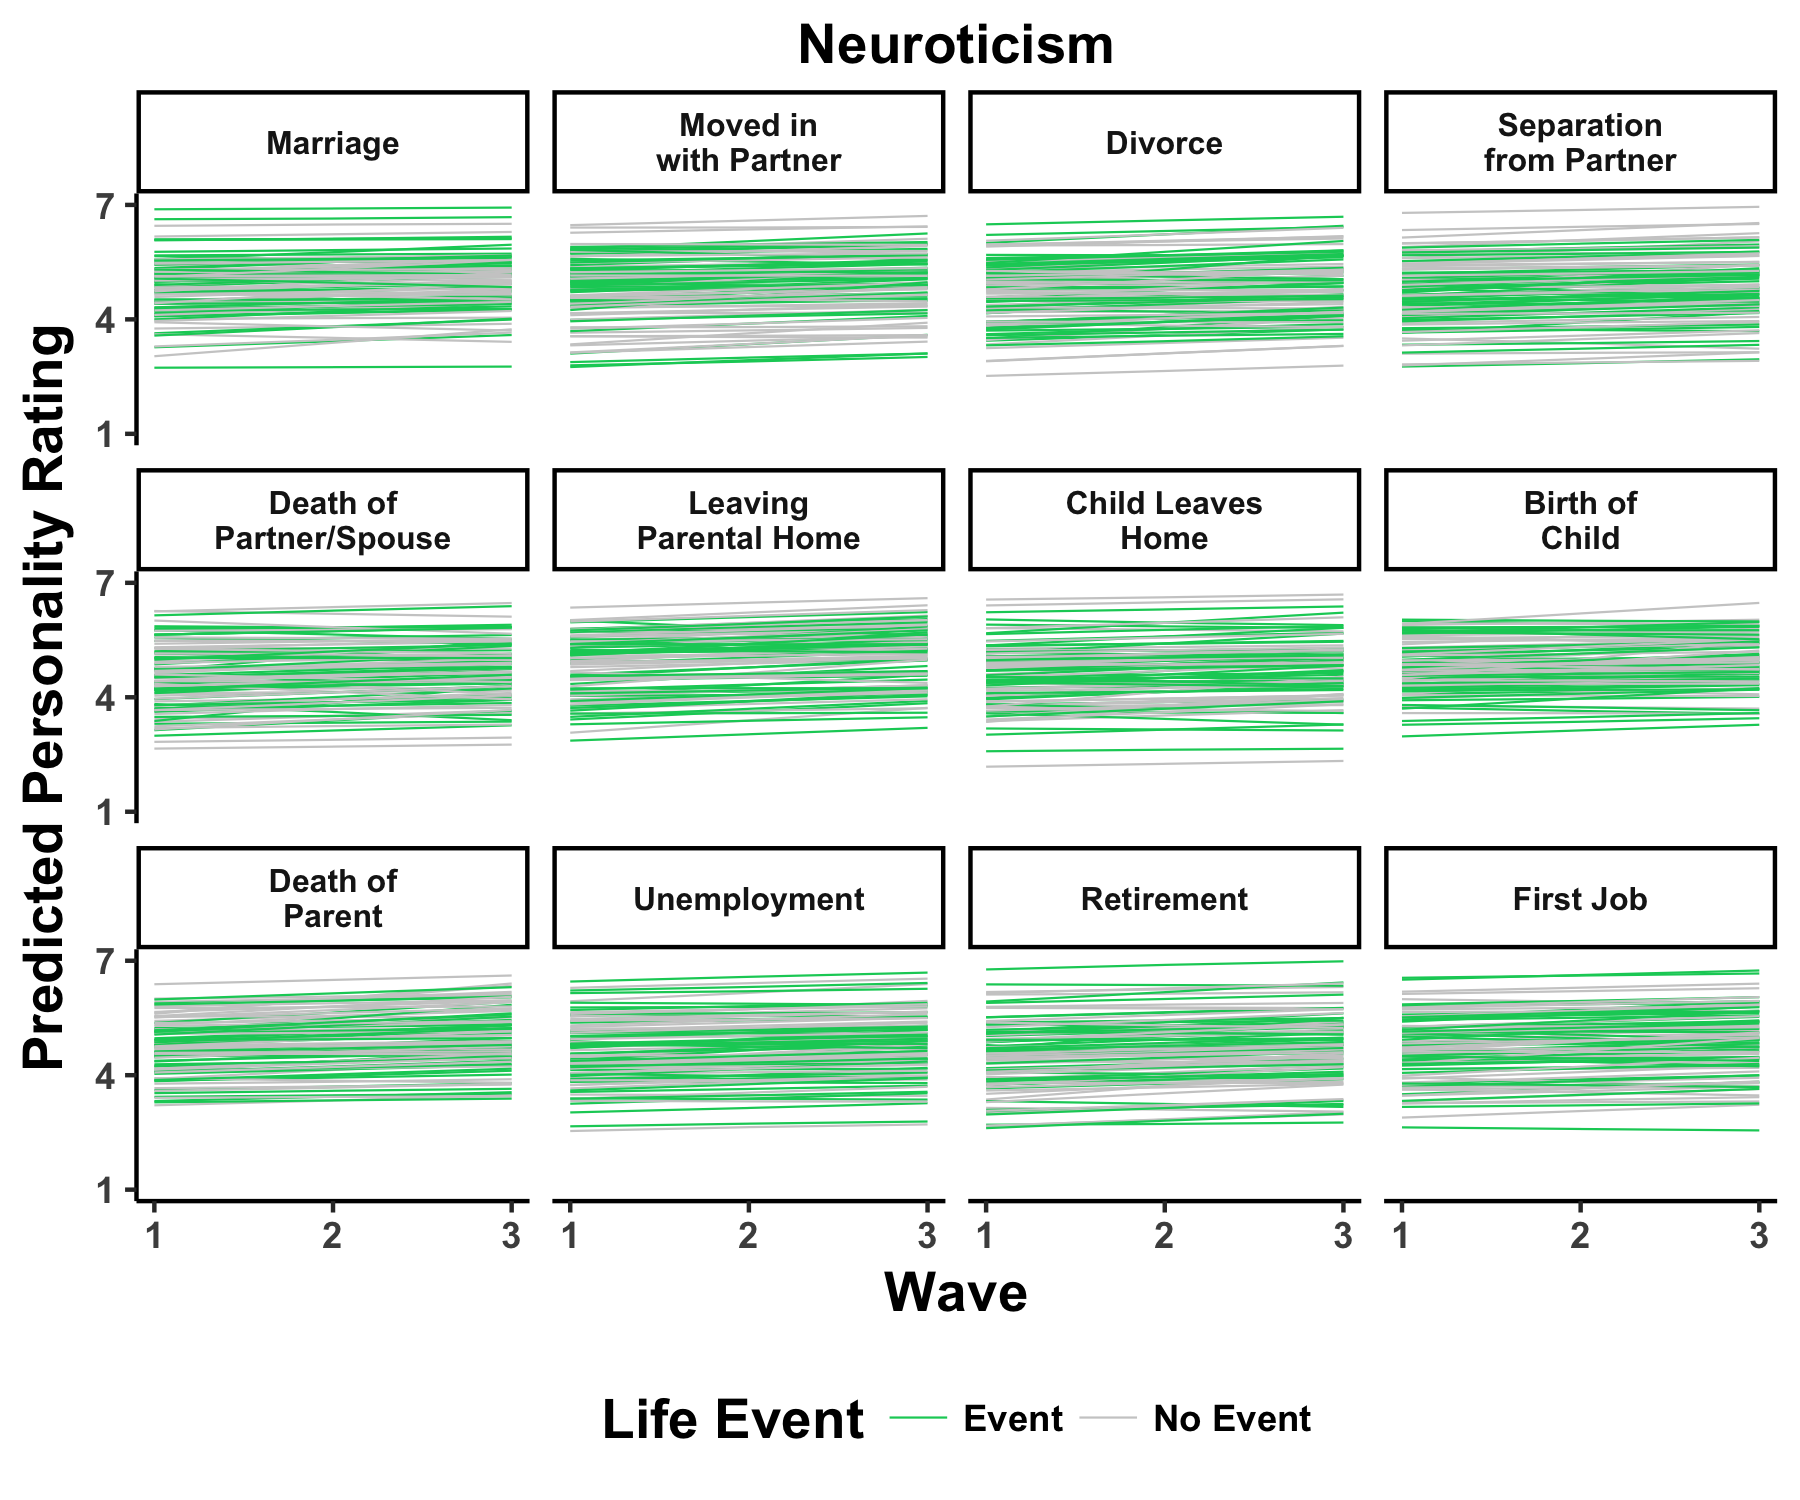 Neuroticism
Marriage
Moved in
with Partner
Divorce
Separation
from Partner
7
4
1
Death of
Partner/Spouse
Leaving
Parental Home
Child Leaves
Home
Birth of
Child
7
4
1
Death of
Parent
Unemployment
Retirement
First Job
7
4
1
1 2 3 1 2 3 1 2 3 1 2 3
Predicted Personality Rating
Wave
Life Event Event No Event